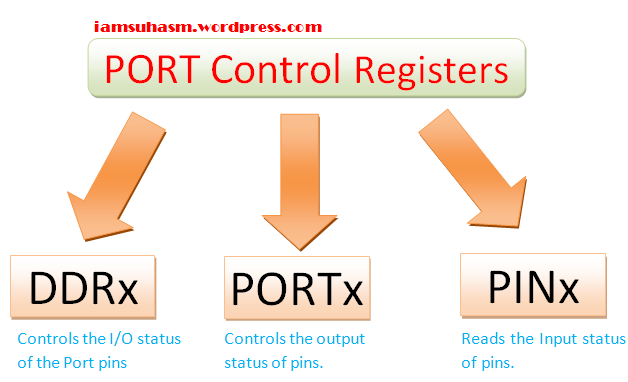 iamsuhasm.wordpress.com
PORT Control Registers
DDRx
PORTx
PINx
Controls the I/O status
of the Port pins
Controls the output
status of pins.
Reads the Input status
of pins.